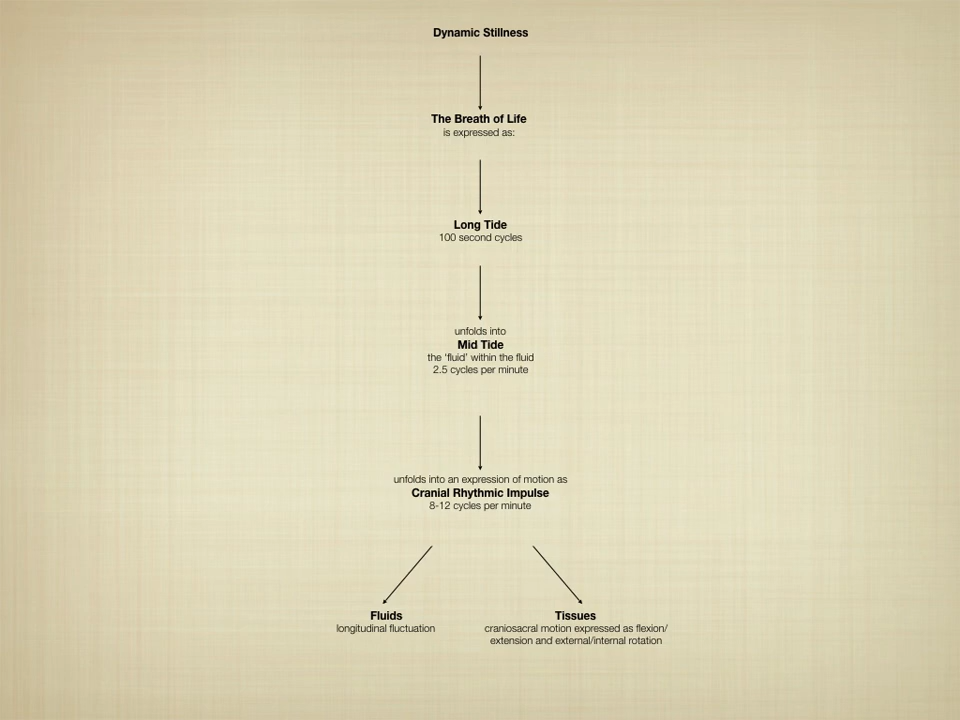 Dynamic Stillness
The Breath of Life
is expressed as:
Long Tide
100 second cycles
unfolds into
Mid Tide
the ‘fluid’ within the fluid
2.5 cycles per minute
unfolds into an expression of motion as
Cranial Rhythmic Impulse
8-12 cycles per minute
Fluids
longitudinal fluctuation
Tissues
craniosacral motion expressed as flexion/
extension and external/internal rotation